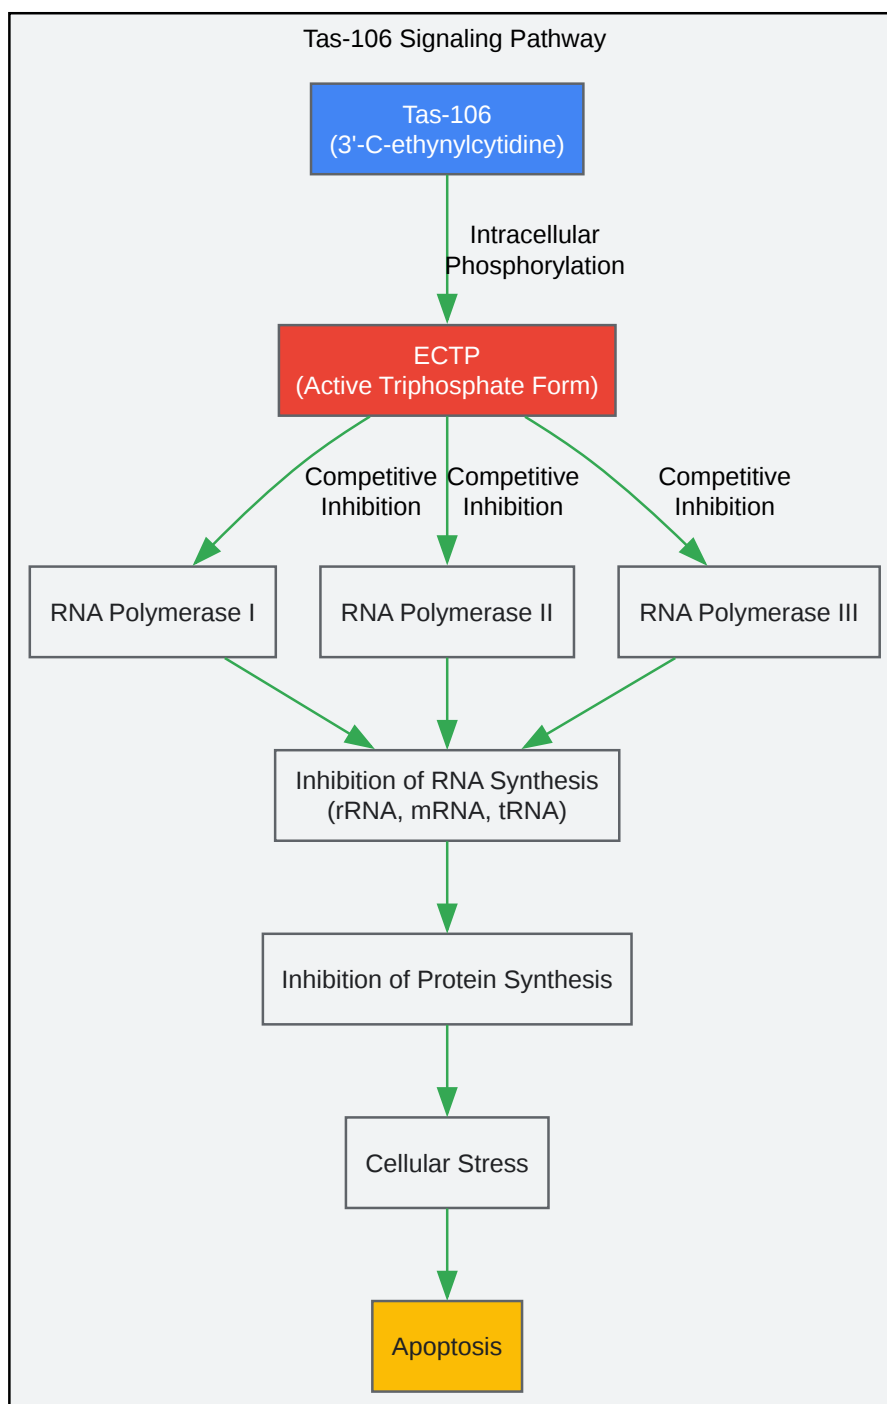 Tas-106 Signaling Pathway
Tas-106
(3'-C-ethynylcytidine)
Intracellular
Phosphorylation
ECTP
(Active Triphosphate Form)
Competitive
Inhibition
Competitive
Inhibition
Competitive
Inhibition
RNA Polymerase I
RNA Polymerase II
RNA Polymerase III
Inhibition of RNA Synthesis
(rRNA, mRNA, tRNA)
Inhibition of Protein Synthesis
Cellular Stress
Apoptosis